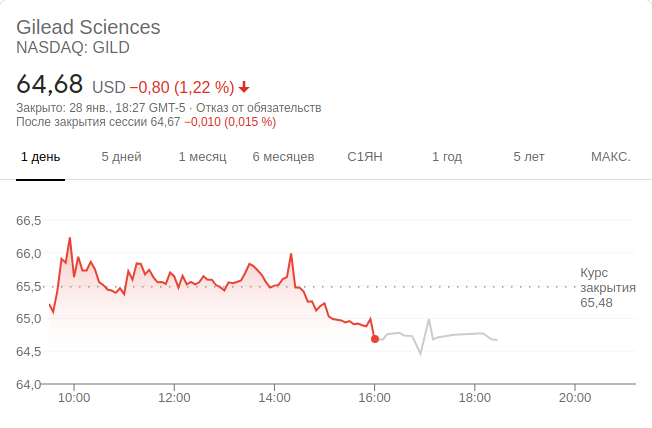 Gilead Sciences
NASDAQ: GILD
64,68 USD −0,80 (1,22 %)
Закрыто: 28 янв., 18:27 GMT-5 · Отказ от обязательств
После закрытия сессии 64,67 −0,010 (0,015 %)
1 день 5 дней 1 месяц 6 месяцев С1ЯН 1 год 5 лет МАКС.
66,5
66,0
65,5
65,0
64,5
64,0
Курс
закрытия
65,48
10:00 12:00 14:00 16:00 18:00 20:00